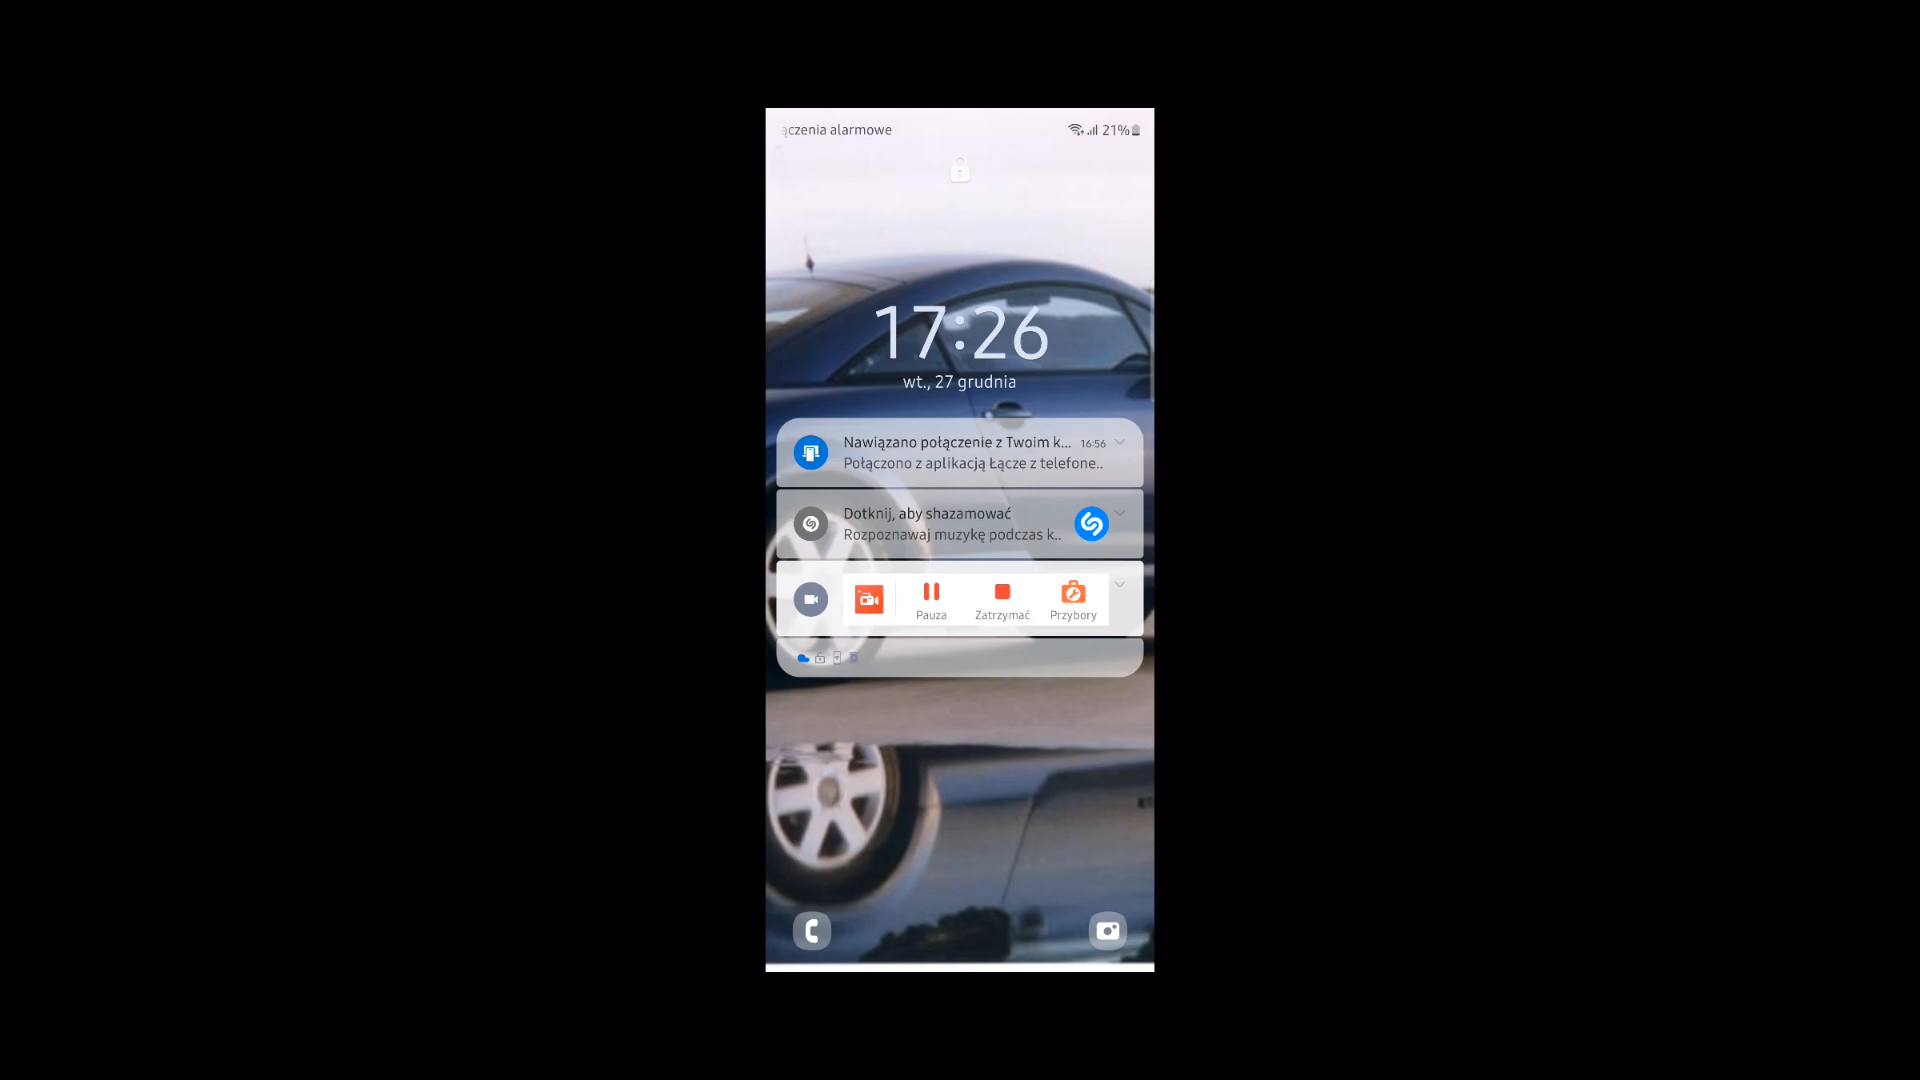 ączenia alarmowe 21%
17:26
wt., 27 grudnia
Nawiązano połączenie z Twoim k... 16:56
Połączono z aplikacją Łącze z telefone..
Dotknij, aby shazamować
Rozpoznawaj muzykę podczas k..
Pauza Zatrzymać Przybory